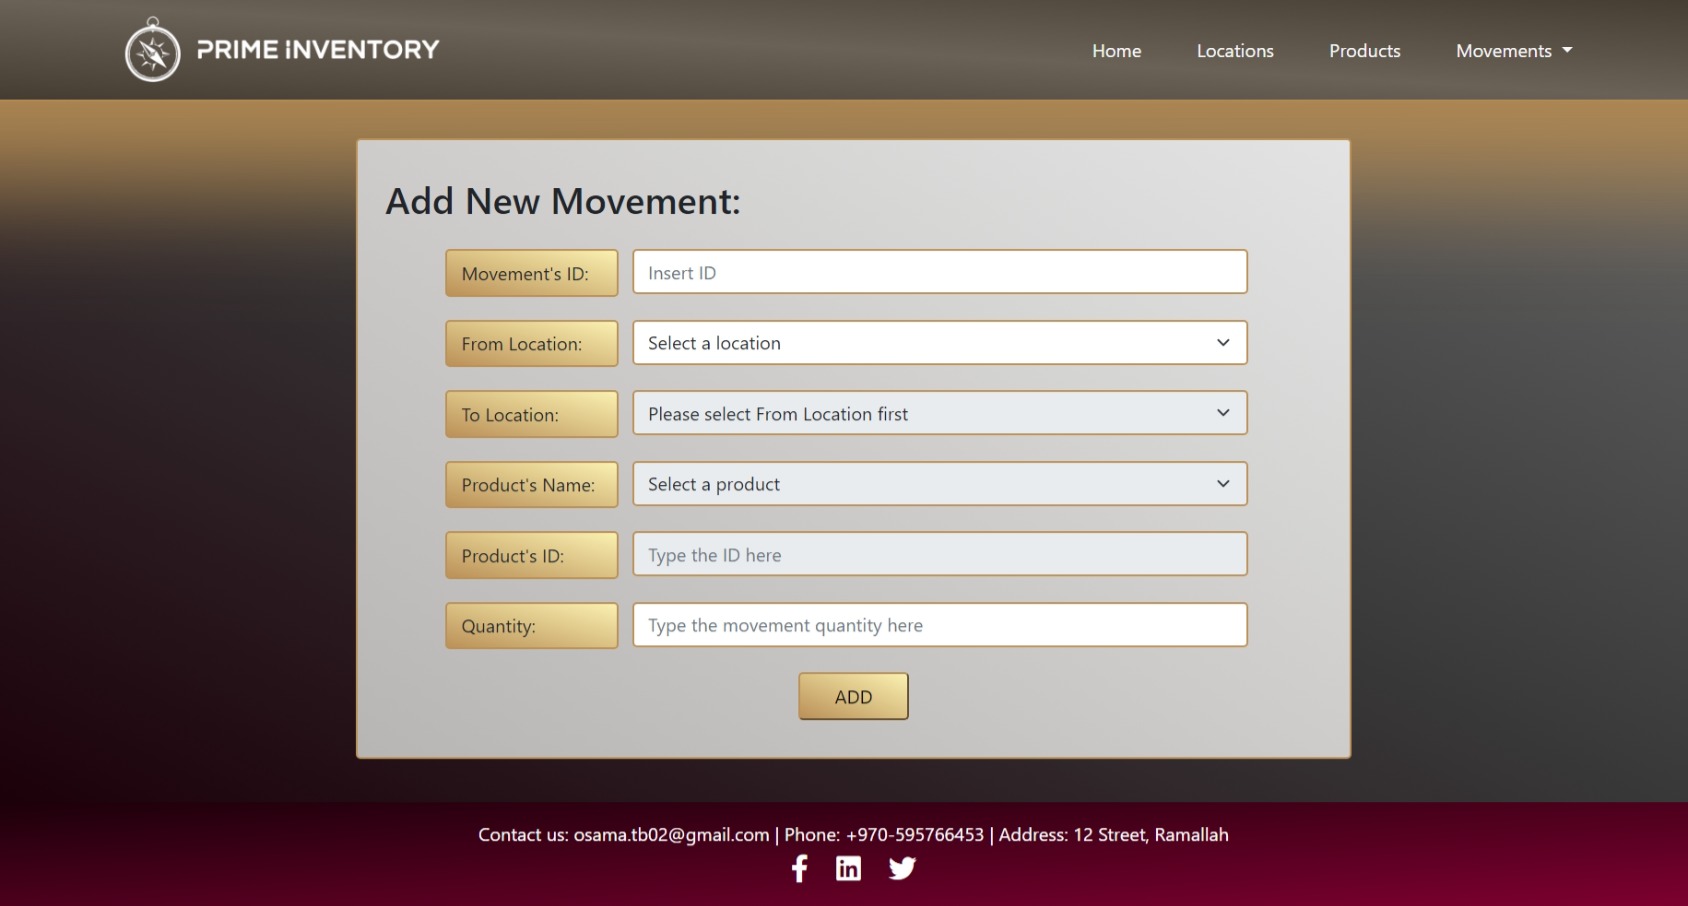 PRIME INVENTORY
Home Locations Products Movements
Add New Movement:
Movement's ID: Insert ID
From Location: Select a location
To Location: Please select From Location first
Product's Name: Select a product
Product's ID: Type the ID here
Quantity: Type the movement quantity here
ADD
Contact us: osama.tb02@gmail.com | Phone: +970-595766453 | Address: 12 Street, Ramallah